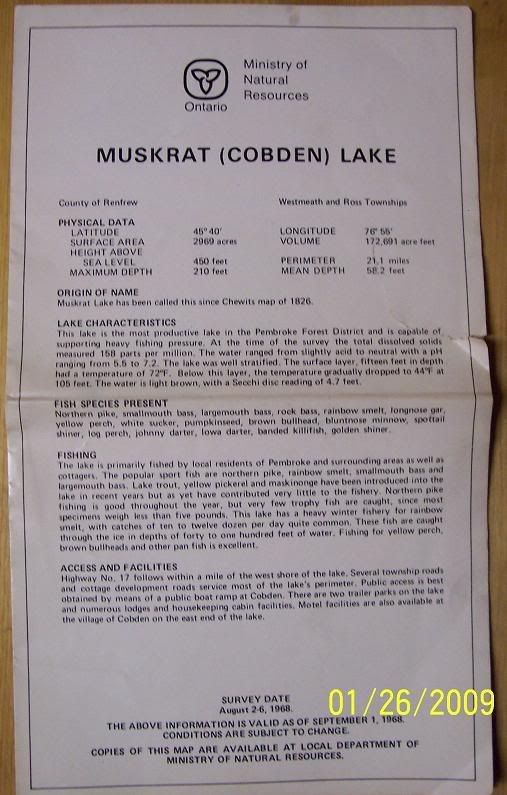 Ontario
Ministry of
Natural
Resources
MUSKRAT (COBDEN) LAKE
County of Renfrew Westmeath and Ross Townships
PHYSICAL DATA
LATITUDE 45° 40' LONGITUDE 76° 55'
SURFACE AREA 2969 acres VOLUME 172,691 acre feet
HEIGHT ABOVE
SEA LEVEL 450 feet PERIMETER 21.1 miles
MAXIMUM DEPTH 210 feet MEAN DEPTH 58.2 feet
ORIGIN OF NAME
Muskrat Lake has been called this since Chewits map of 1826.
LAKE CHARACTERISTICS
This lake is the most productive lake in the Pembroke Forest District and is capable of
supporting heavy fishing pressure. At the time of the survey the total dissolved solids
measured 158 parts per million. The water ranged from slightly acid to neutral with a pH
ranging from 5.5 to 7.2. The lake was well stratified. The surface layer, fifteen feet in depth
had a temperature of 72°F. Below this layer, the temperature gradually dropped to 44°F at
105 feet. The water is light brown, with a Secchi disc reading of 4.7 feet.
FISH SPECIES PRESENT
Northern pike, smallmouth bass, largemouth bass, rock bass, rainbow smelt, longnose gar,
yellow perch, white sucker, pumpkinseed, brown bullhead, bluntnose minnow, spottail
shiner, log perch, johnny darter, Iowa darter, banded killifish, golden shiner.
FISHING
The lake is primarily fished by local residents of Pembroke and surrounding areas as well as
cottagers. The popular sport fish are northern pike, rainbow smelt, smallmouth bass and
largemouth bass. Lake trout, yellow pickerel and maskinonge have been introduced into the
lake in recent years but as yet have contributed very little to the fishery. Northern pike
fishing is good throughout the year, but very few trophy fish are caught, since most
specimens weigh less than five pounds. This lake has a heavy winter fishery for rainbow
smelt, with catches of ten to twelve dozen per day quite common. These fish are caught
through the ice in depths of forty to one hundred feet of water. Fishing for yellow perch,
brown bullheads and other pan fish is excellent.
ACCESS AND FACILITIES
Highway No. 17 follows within a mile of the west shore of the lake. Several township roads
and cottage development roads service most of the lake's perimeter. Public access is best
obtained by means of a public boat ramp at Cobden. There are two trailer parks on the lake
and numerous lodges and housekeeping cabin facilities. Motel facilities are also available at
the village of Cobden on the east end of the lake.
SURVEY DATE
August 2-6, 1968.
01/26/2009
THE ABOVE INFORMATION IS VALID AS OF SEPTEMBER 1, 1968.
CONDITIONS ARE SUBJECT TO CHANGE.
COPIES OF THIS MAP ARE AVAILABLE AT LOCAL DEPARTMENT OF
MINISTRY OF NATURAL RESOURCES.